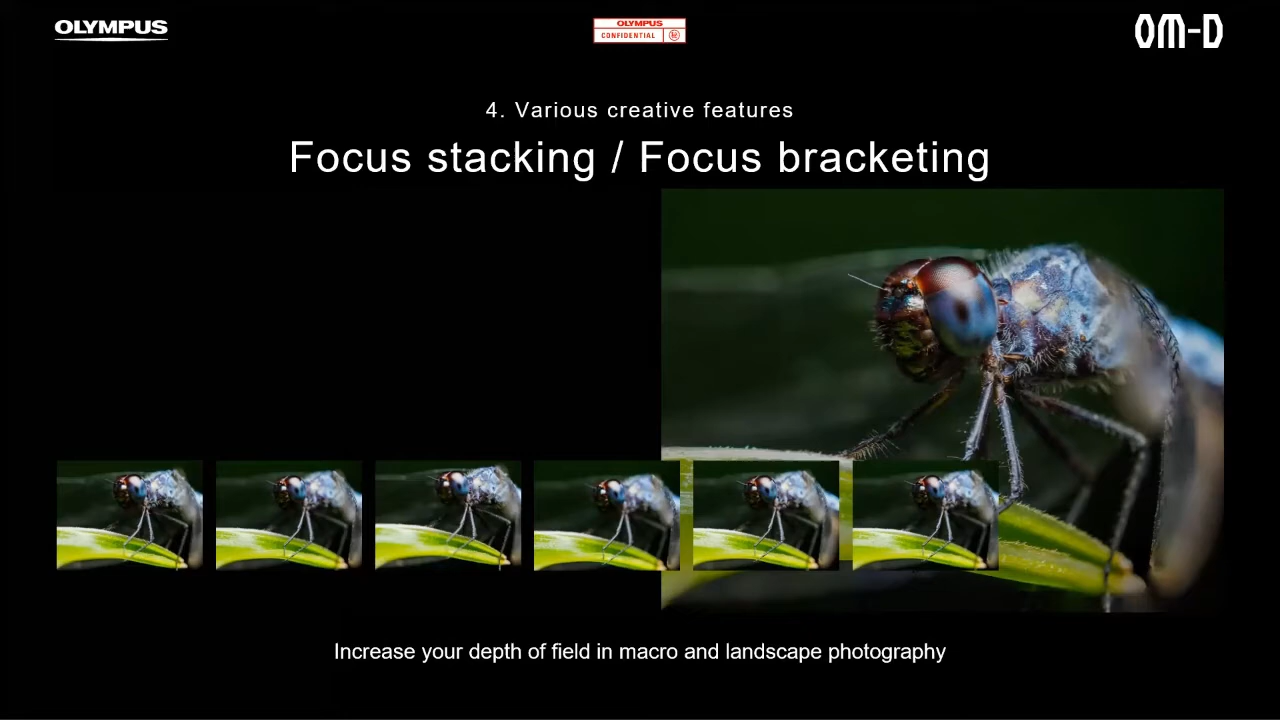 OLYMPUS
OLYMPUS
CONFIDENTIAL
OM-D
4. Various creative features
Focus stacking / Focus bracketing
Increase your depth of field in macro and landscape photography